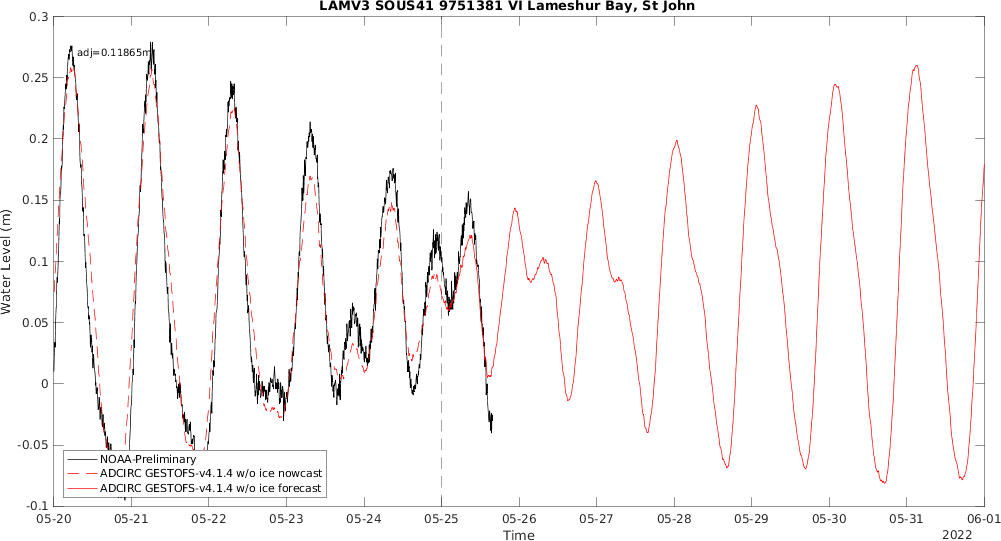 LAMV3 SOUS41 9751381 VI Lameshur Bay, St John
0.3
0.25
0.2
0.15
0.1
0.05
0
-0.05
-0.1
Water Level (m)
adj=0.11865m
NOAA-Preliminary
ADCIRC GESTOFS-v4.1.4 w/o ice nowcast
ADCIRC GESTOFS-v4.1.4 w/o ice forecast
05-20 05-21 05-22 05-23 05-24 05-25 05-26 05-27 05-28 05-29 05-30 05-31 06-01
Time
2022